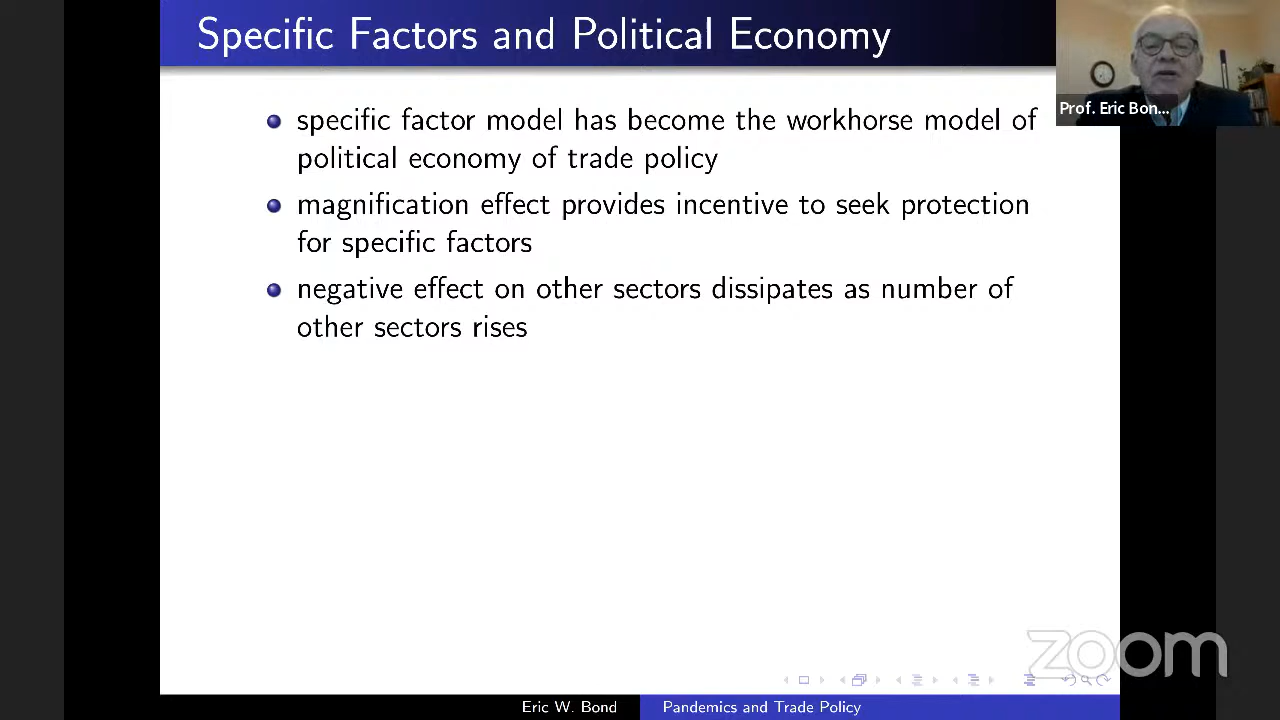 Specific Factors and Political Economy
Prof. Eric Bon...
specific factor model has become the workhorse model of
political economy of trade policy
magnification effect provides incentive to seek protection
for specific factors
negative effect on other sectors dissipates as number of
other sectors rises
zoom
Eric W. Bond
Pandemics and Trade Policy